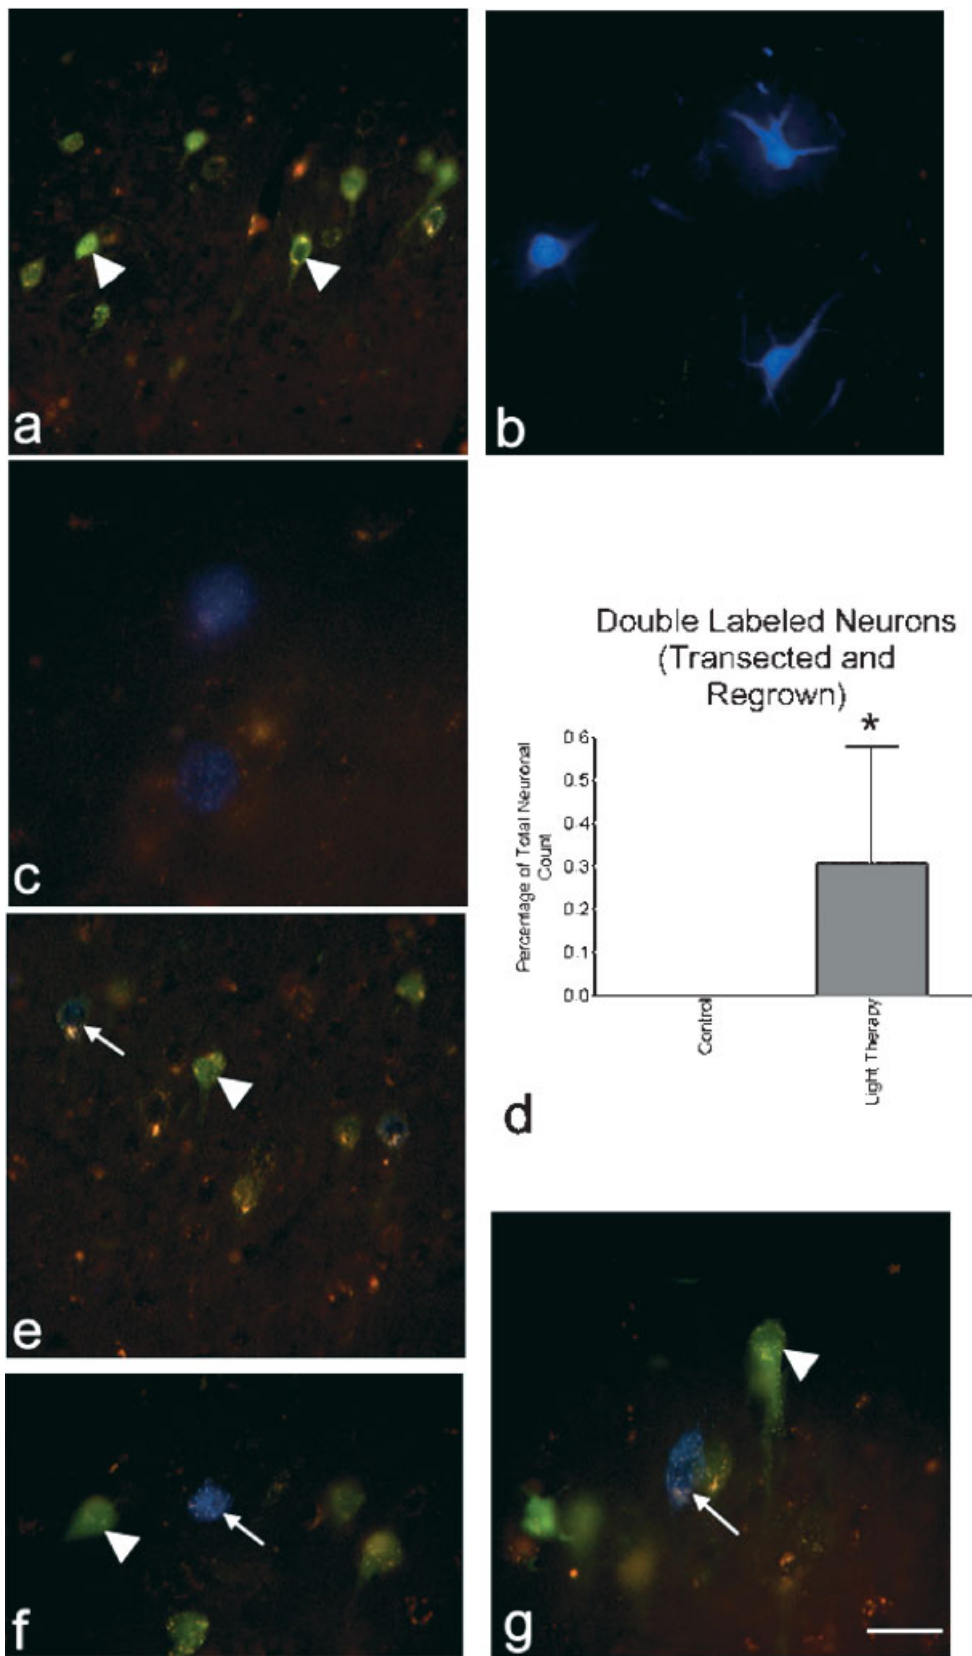 a
b
c
Double Labeled Neurons
(Transected and
Regrown)
*
Percentage of Total Neuronal
Count
0.6
0.5
0.4
0.3
0.2
0.1
0.0
Control
Light Therapy
d
e
f
g